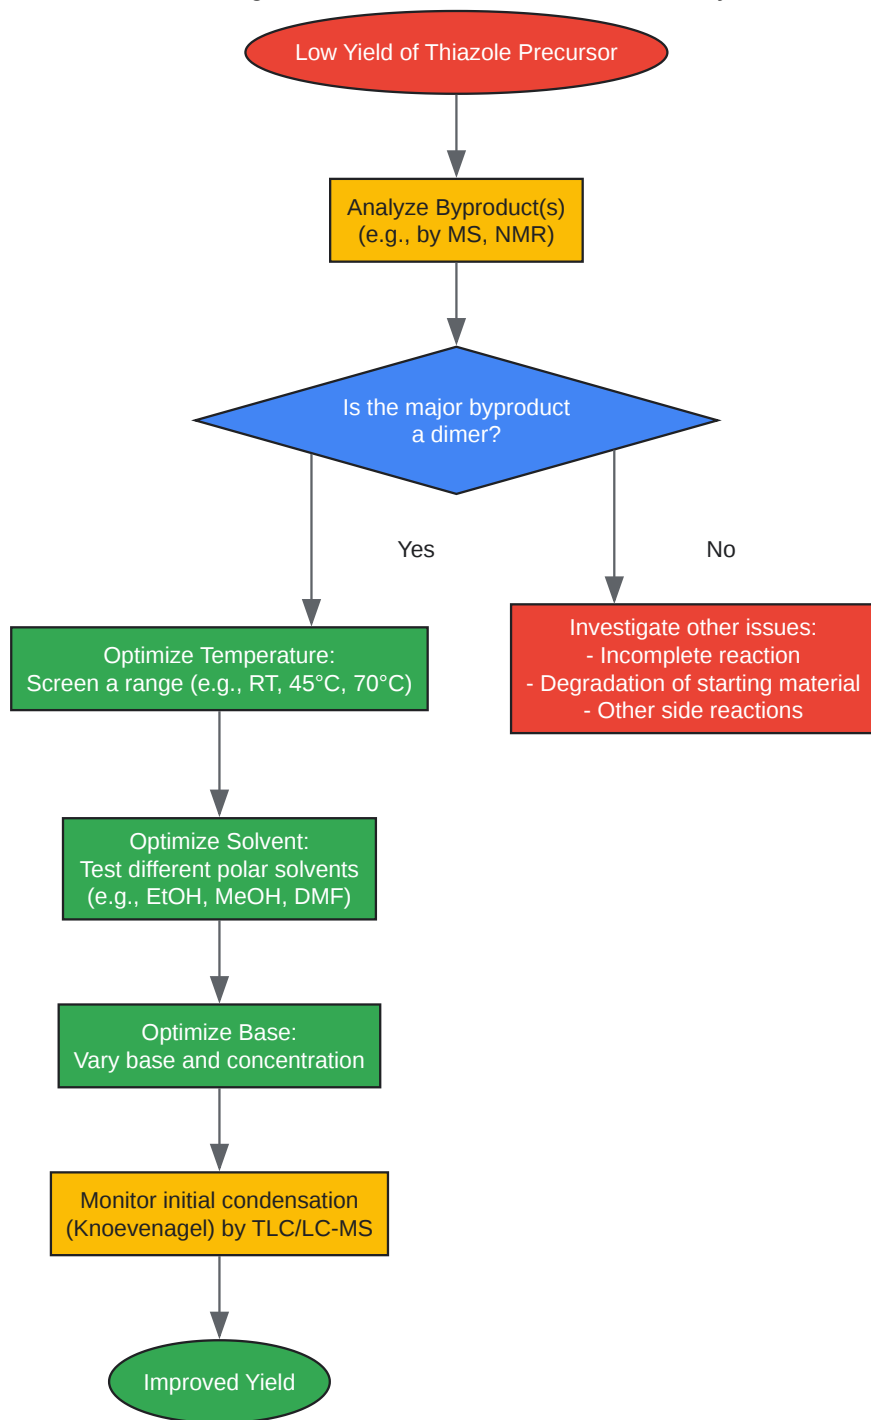 Low Yield of Thiazole Precursor
Analyze Byproduct(s)
(e.g., by MS, NMR)
Is the major byproduct
a dimer?
Yes
No
Optimize Temperature:
Screen a range (e.g., RT, 45°C, 70°C)
Investigate other issues:
- Incomplete reaction
- Degradation of starting material
- Other side reactions
Optimize Solvent:
Test different polar solvents
(e.g., EtOH, MeOH, DMF)
Optimize Base:
Vary base and concentration
Monitor initial condensation
(Knoevenagel) by TLC/LC-MS
Improved Yield